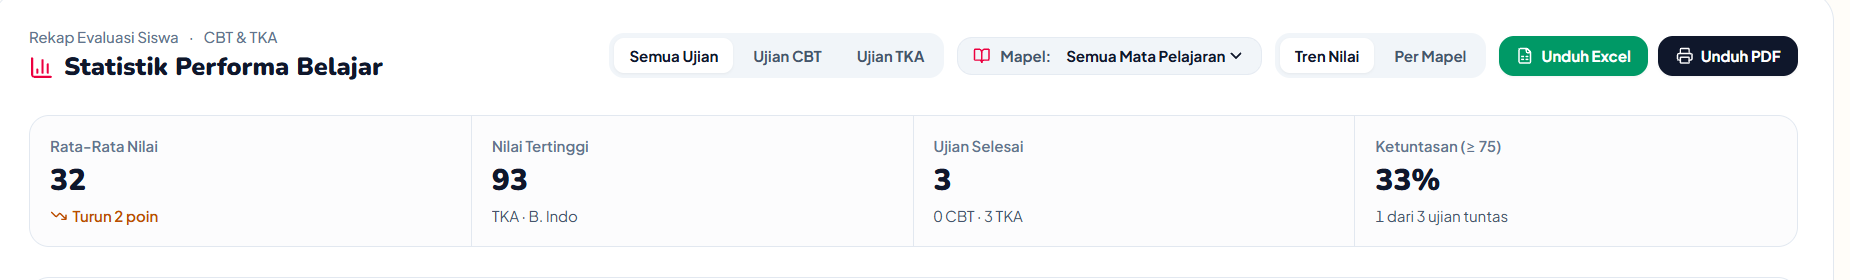 Rekap Evaluasi Siswa · CBT & TKA
Statistik Performa Belajar
Semua Ujian
Ujian CBT
Ujian TKA
Mapel: Semua Mata Pelajaran
Tren Nilai
Per Mapel
Unduh Excel
Unduh PDF
Rata-Rata Nilai
32
Turun 2 poin
Nilai Tertinggi
93
TKA · B. Indo
Ujian Selesai
3
0 CBT · 3 TKA
Ketuntasan (≥ 75)
33%
1 dari 3 ujian tuntas